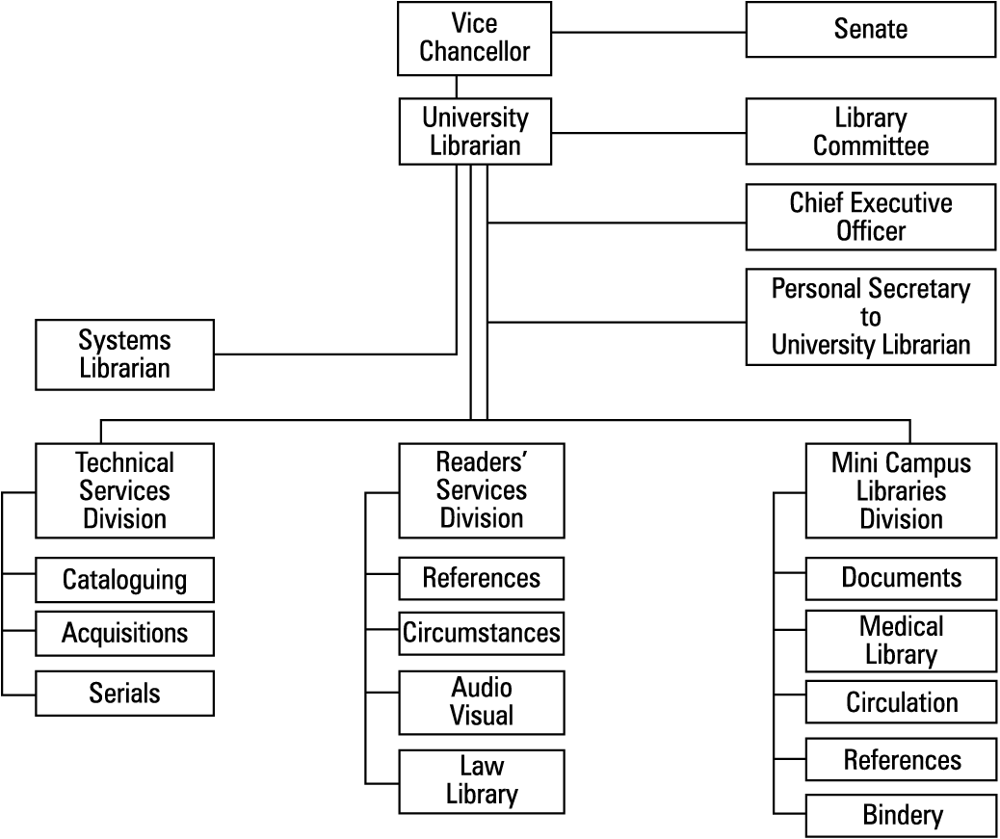 Vice
Chancellor
Senate
University
Librarian
Library
Committee
Chief Executive
Officer
Personal Secretary
to
University Librarian
Systems
Librarian
Technical
Services
Division
Cataloguing
Acquisitions
Serials
Readers’
Services
Division
References
Circumstances
Audio
Visual
Law
Library
Mini Campus
Libraries
Division
Documents
Medical
Library
Circulation
References
Bindery